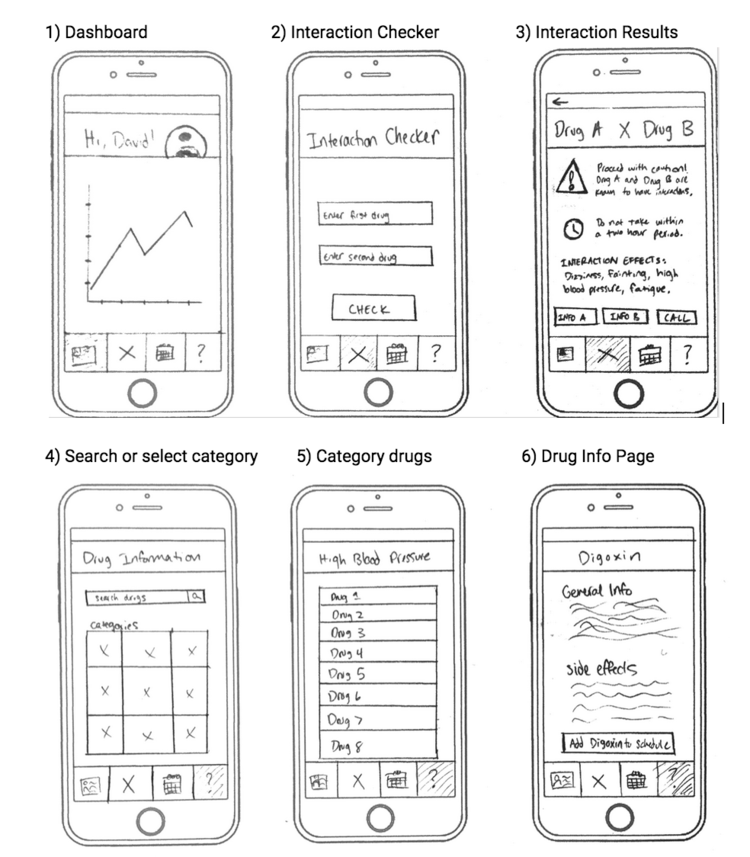 1) Dashboard
2) Interaction Checker
3) Interaction Results
Hi, David!
Interaction Checker
Enter first drug
Enter second drug
CHECK
X
?
X
?
Drug A X Drug B
Proceed with caution!
Drug A and Drug B are
known to have interactions.
Do not take within
a two hour period.
INTERACTION EFFECTS:
Dizziness, Fainting, high
blood pressure, fatigue.
INFO A
INFO B
CALL
X
?
4) Search or select category
5) Category drugs
6) Drug Info Page
Drug Information
search drugs
categories
X
?
High Blood Pressure
Drug 1
Drug 2
Drug 3
Drug 4
Drug 5
Drug 6
Drug 7
Drug 8
X
?
Digoxin
General Info
Side effects
Add Digoxin to Schedule
X
?